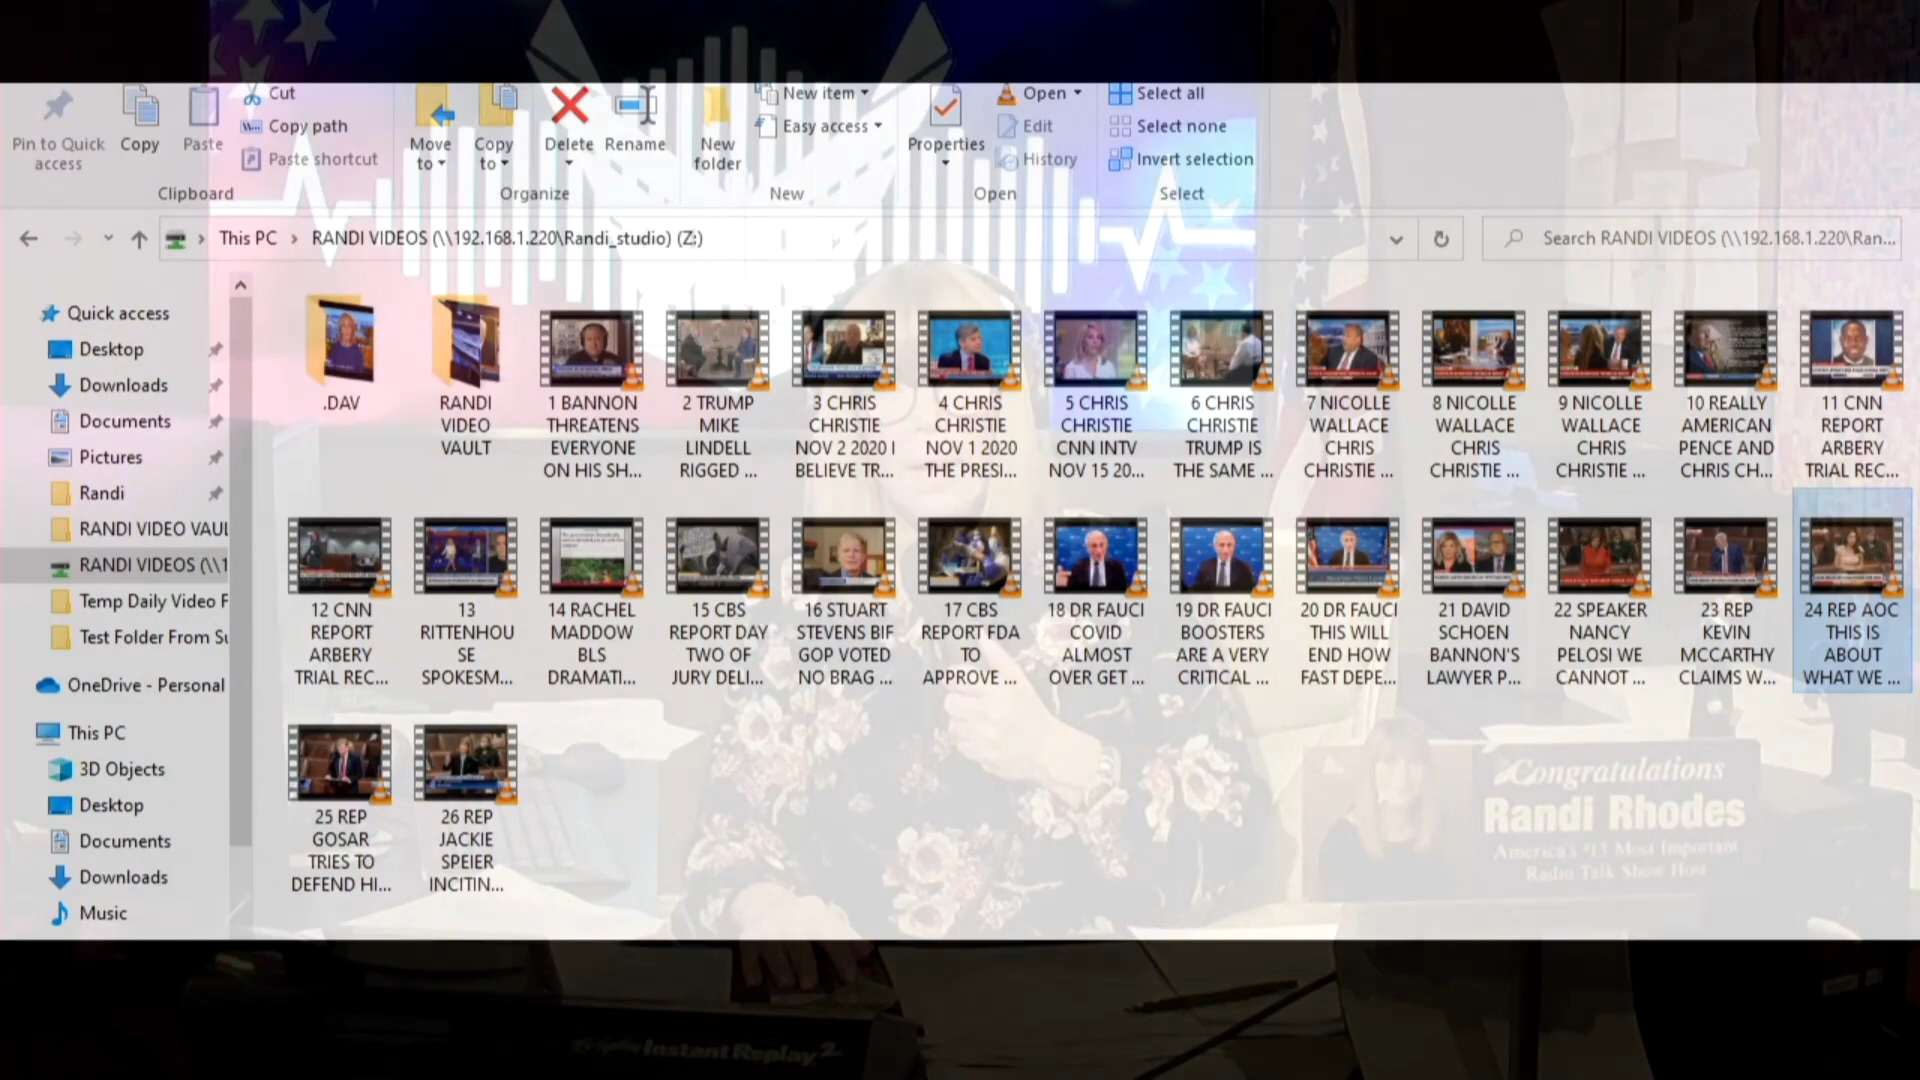 Pin to Quick access
Copy
Paste
Cut
Copy path
Paste shortcut
Clipboard
Move to
Copy to
Delete
Rename
Organize
New folder
New item
Easy access
New
Properties
Open
Edit
History
Open
Select all
Select none
Invert selection
Select
This PC > RANDI VIDEOS (\\192.168.1.220\Randi_studio) (Z:)
Search RANDI VIDEOS (\\192.168.1.220\Ran...
Quick access
Desktop
Downloads
Documents
Pictures
Randi
RANDI VIDEO VAUL
RANDI VIDEOS (\\1
Temp Daily Video F
Test Folder From Su
OneDrive - Personal
This PC
3D Objects
Desktop
Documents
Downloads
Music
.DAV
RANDI
VIDEO
VAULT
1 BANNON
THREATENS
EVERYONE
ON HIS SH...
2 TRUMP
MIKE
LINDELL
RIGGED ...
3 CHRIS
CHRISTIE
NOV 2 2020 I
BELIEVE TR...
4 CHRIS
CHRISTIE
NOV 1 2020
THE PRESI...
5 CHRIS
CHRISTIE
CNN INTV
NOV 15 20...
6 CHRIS
CHRISTIE
TRUMP IS
THE SAME ...
7 NICOLLE
WALLACE
CHRIS
CHRISTIE ...
8 NICOLLE
WALLACE
CHRIS
CHRISTIE ...
9 NICOLLE
WALLACE
CHRIS
CHRISTIE ...
10 REALLY
AMERICAN
PENCE AND
CHRIS CH...
11 CNN
REPORT
ARBERY
TRIAL REC...
12 CNN
REPORT
ARBERY
TRIAL REC...
13
RITTENHOU
SE
SPOKESM...
14 RACHEL
MADDOW
BLS
DRAMATI...
15 CBS
REPORT DAY
TWO OF
JURY DELI...
16 STUART
STEVENS BIF
GOP VOTED
NO BRAG ...
17 CBS
REPORT FDA
TO
APPROVE ...
18 DR FAUCI
COVID
ALMOST
OVER GET ...
19 DR FAUCI
BOOSTERS
ARE A VERY
CRITICAL ...
20 DR FAUCI
THIS WILL
END HOW
FAST DEPE...
21 DAVID
SCHOEN
BANNON'S
LAWYER P...
22 SPEAKER
NANCY
PELOSI WE
CANNOT ...
23 REP
KEVIN
MCCARTHY
CLAIMS W...
24 REP AOC
THIS IS
ABOUT
WHAT WE ...
25 REP
GOSAR
TRIES TO
DEFEND HI...
26 REP
JACKIE
SPEIER
INCITIN...
Congratulations
Randi Rhodes
America's #13 Most Important
Radio Talk Show Host
Instant Replay 2